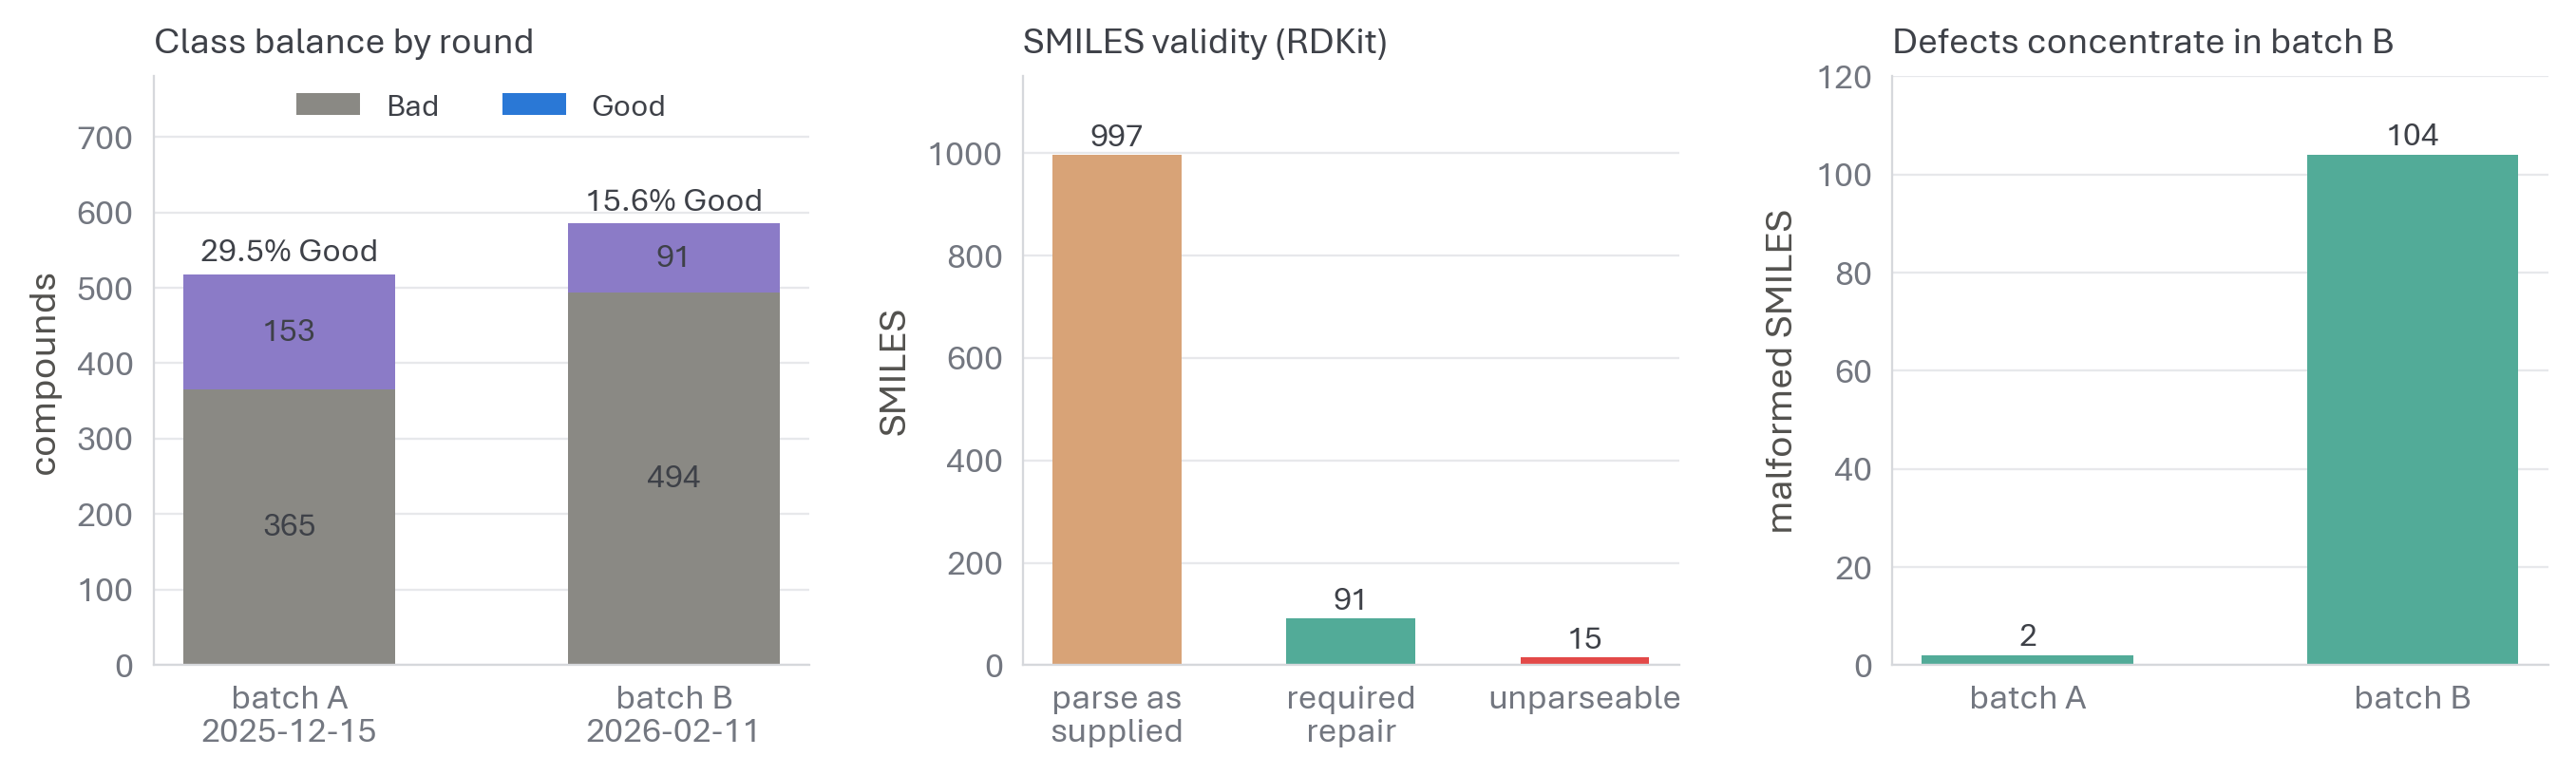 Class balance by round
Bad
Good
compounds
700
600
500
400
300
200
100
0
29.5% Good
153
365
15.6% Good
91
494
batch A
2025-12-15
batch B
2026-02-11
SMILES validity (RDKit)
SMILES
1000
800
600
400
200
0
997
91
15
parse as
supplied
required
repair
unparseable
Defects concentrate in batch B
malformed SMILES
120
100
80
60
40
20
0
2
104
batch A
batch B